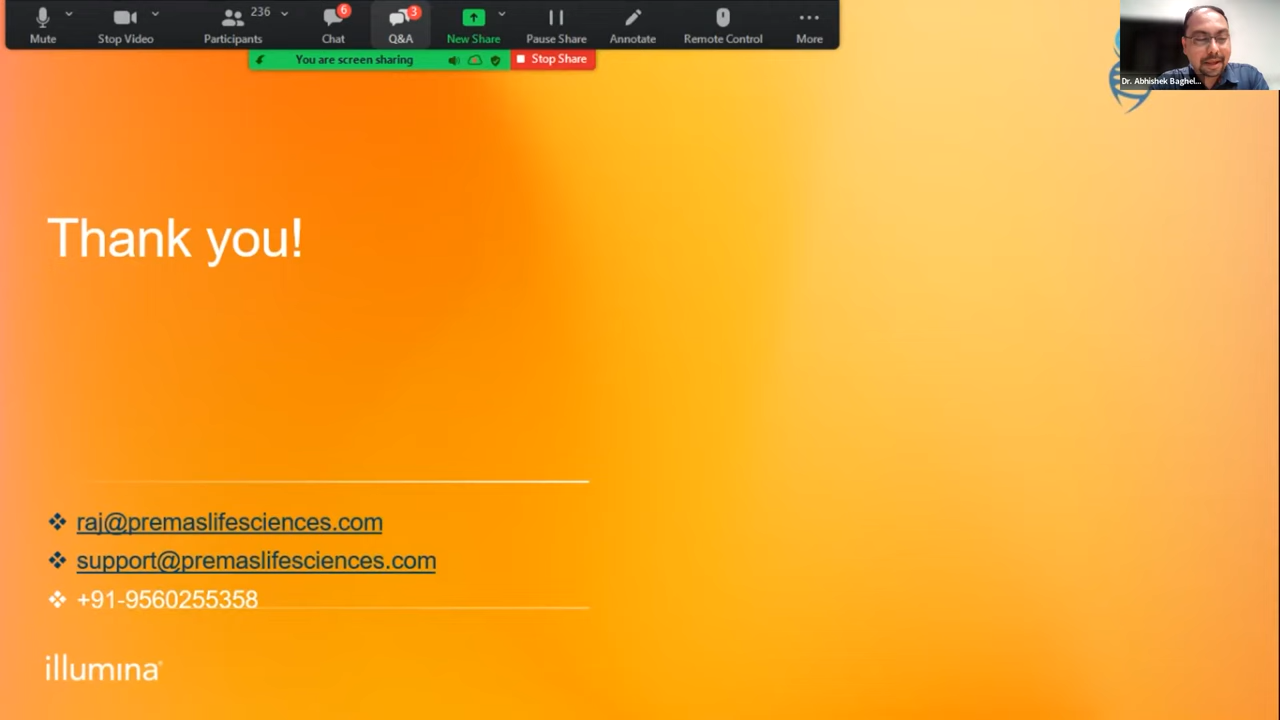 236
6
3
Mute
Stop Video
Participants
Chat
Q&A
New Share
Pause Share
Annotate
Remote Control
More
You are screen sharing
Stop Share
Dr. Abhishek Baghel...
Thank you!
raj@premaslifesciences.com
support@premaslifesciences.com
+91-9560255358
illumina